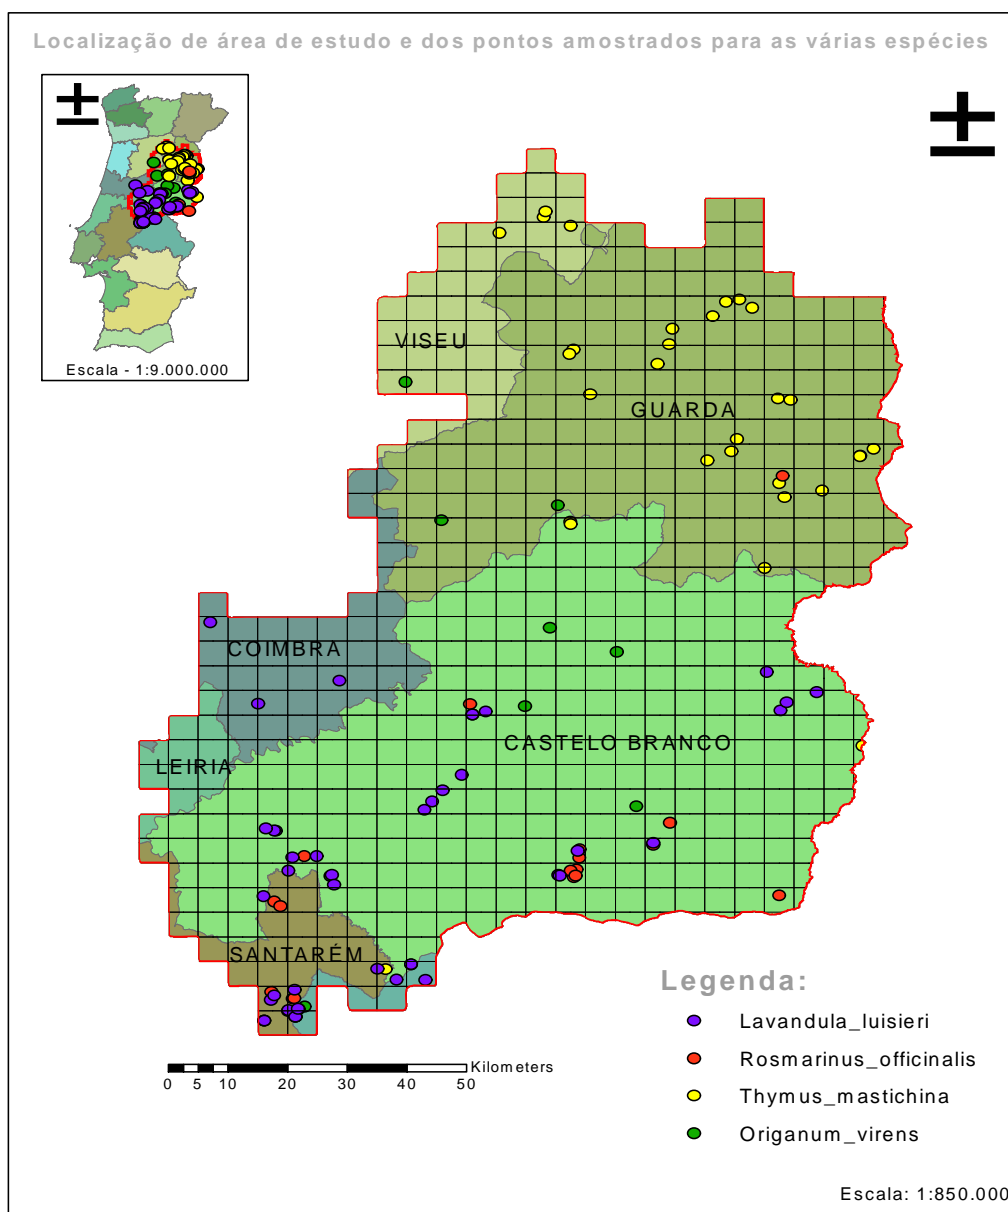 Localização de área de estudo e dos pontos amostrados para as várias espécies
Escala - 1:9.000.000
VISEU
GUARDA
COIMBRA
CASTELO BRANCO
LEIRIA
SANTARÉM
Legenda:
Lavandula_luisieri
Rosmarinus_officinalis
Thymus_mastichina
Origanum_virens
Kilometers
0 5 10 20 30 40 50
Escala: 1:850.000